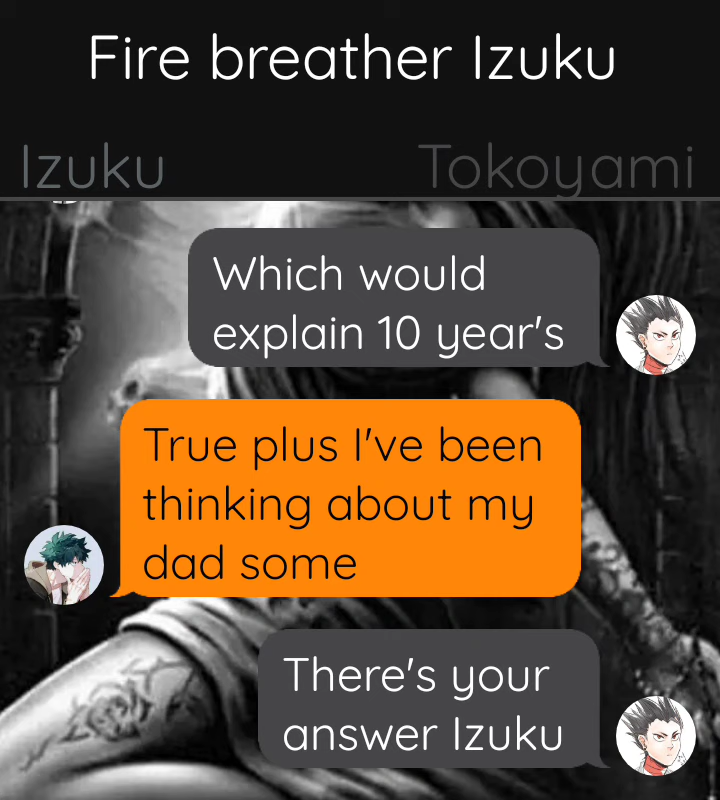 Fire breather Izuku
Izuku
Tokoyami
Which would
explain 10 year's
True plus I've been
thinking about my
dad some
There's your
answer Izuku